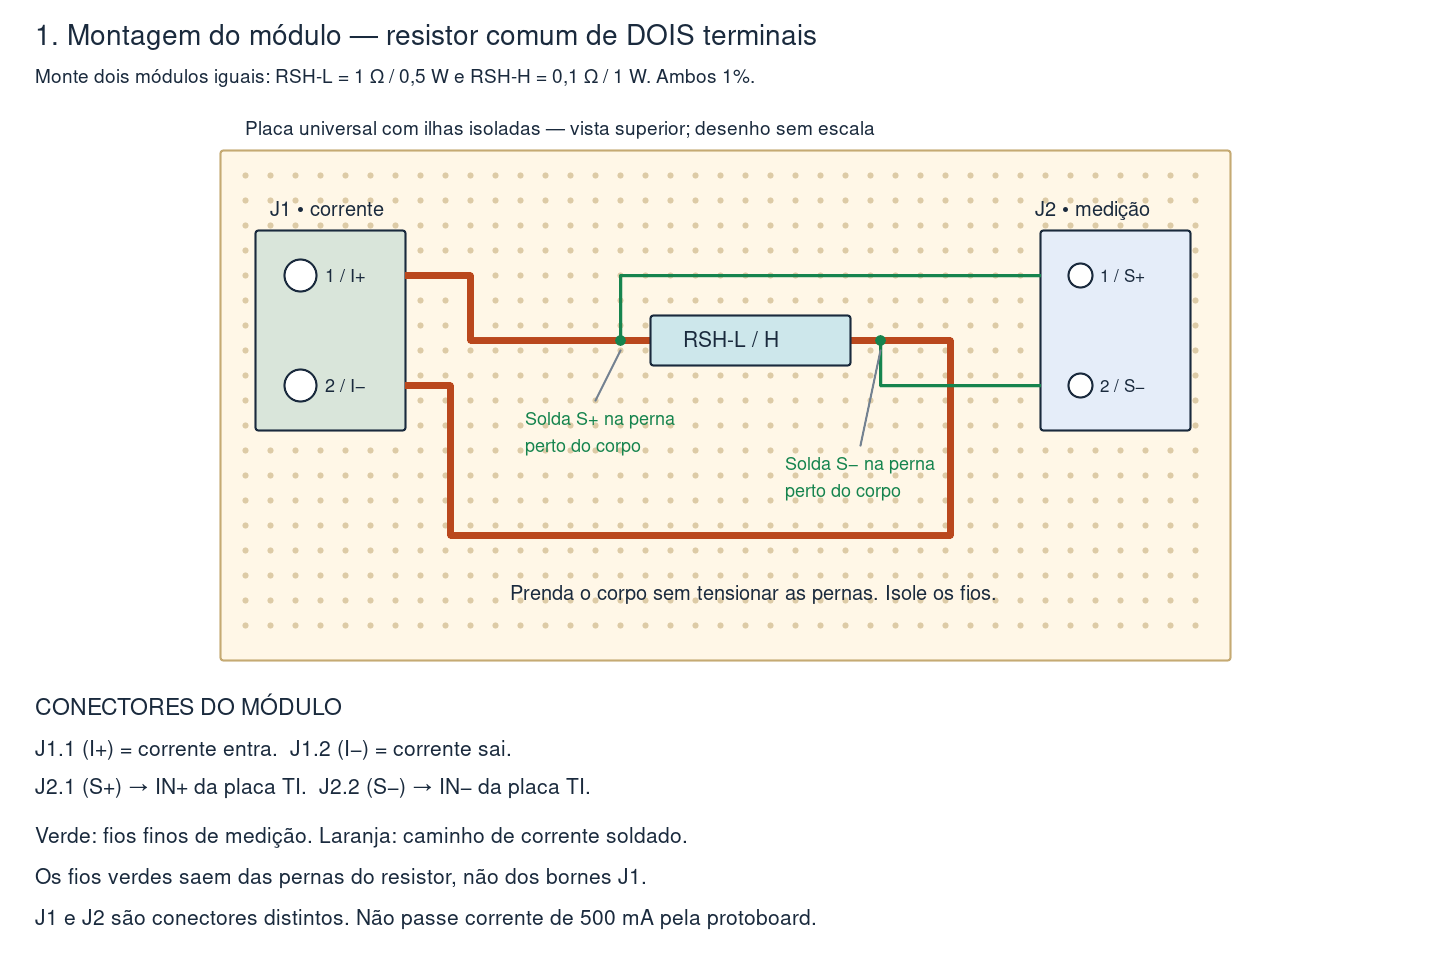 1. Montagem do módulo — resistor comum de DOIS terminais
Monte dois módulos iguais: RSH-L = 1 Ω / 0,5 W e RSH-H = 0,1 Ω / 1 W. Ambos 1%.
Placa universal com ilhas isoladas — vista superior; desenho sem escala
J1 • corrente
J2 • medição
1 / I+
1 / S+
RSH-L / H
2 / I−
2 / S−
Solda S+ na perna
perto do corpo
Solda S− na perna
perto do corpo
Prenda o corpo sem tensionar as pernas. Isole os fios.
CONECTORES DO MÓDULO
J1.1 (I+) = corrente entra.  J1.2 (I−) = corrente sai.
J2.1 (S+) → IN+ da placa TI.  J2.2 (S−) → IN− da placa TI.
Verde: fios finos de medição. Laranja: caminho de corrente soldado.
Os fios verdes saem das pernas do resistor, não dos bornes J1.
J1 e J2 são conectores distintos. Não passe corrente de 500 mA pela protoboard.